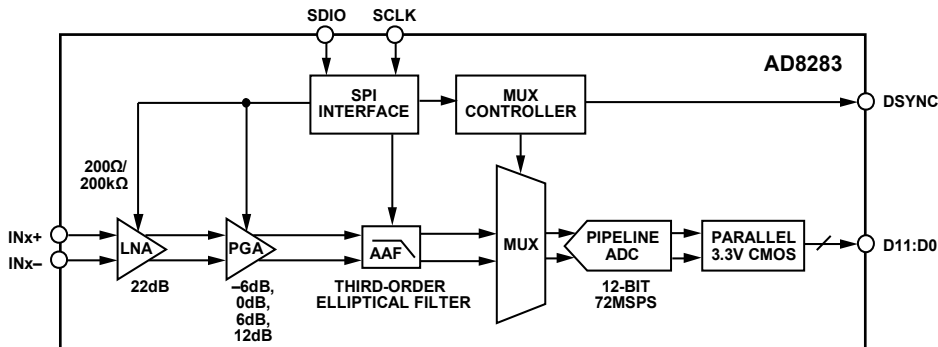 SDIO SCLK
AD8283
SPI
INTERFACE
MUX
CONTROLLER
DSYNC
200Ω/
200kΩ
INx+
INx–
LNA
PGA
AAF
MUX
PIPELINE
ADC
PARALLEL
3.3V CMOS
D11:D0
22dB
–6dB,
0dB,
6dB,
12dB
THIRD-ORDER
ELLIPTICAL FILTER
12-BIT
72MSPS